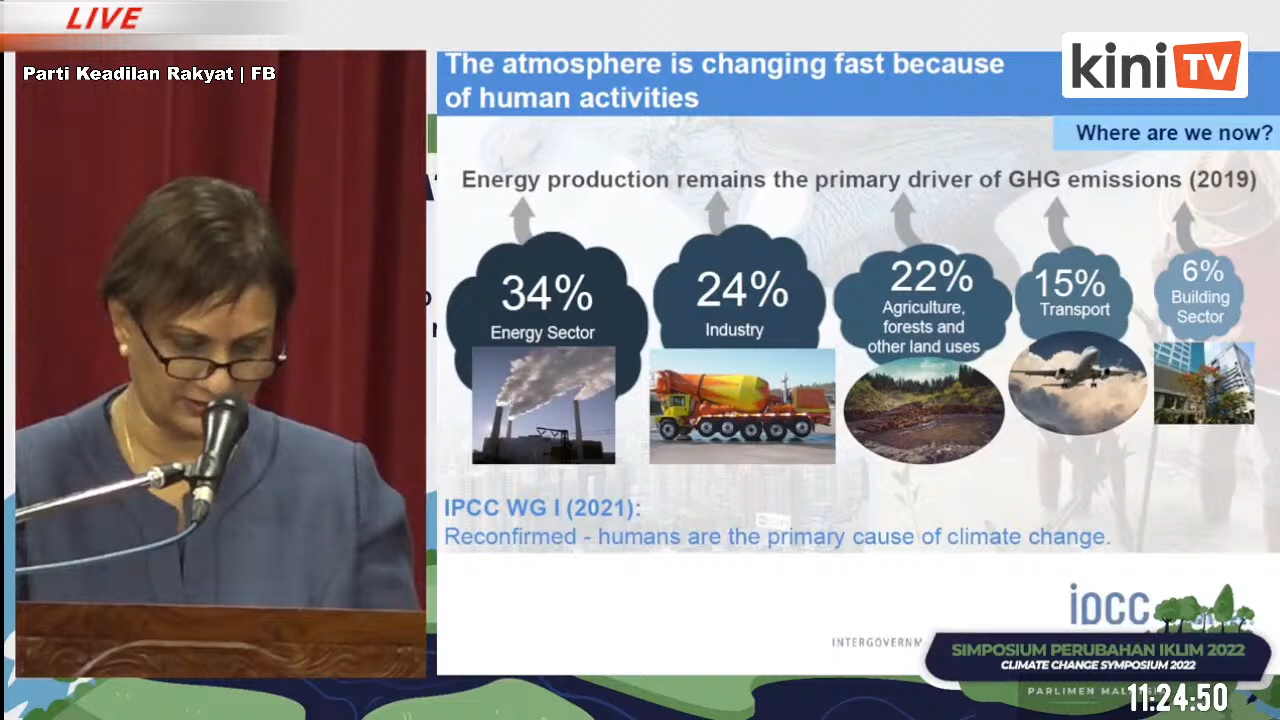 LIVE
Parti Keadilan Rakyat | FB
kini TV
The atmosphere is changing fast because
of human activities
Where are we now?
Energy production remains the primary driver of GHG emissions (2019)
34%
Energy Sector
24%
Industry
22%
Agriculture,
forests and
other land uses
15%
Transport
6%
Building
Sector
IPCC WG I (2021):
Reconfirmed - humans are the primary cause of climate change.
ipcc
INTERGOVERNM
SIMPOSIUM PERUBAHAN IKLIM 2022
CLIMATE CHANGE SYMPOSIUM 2022
PARLIMEN
11:24:50